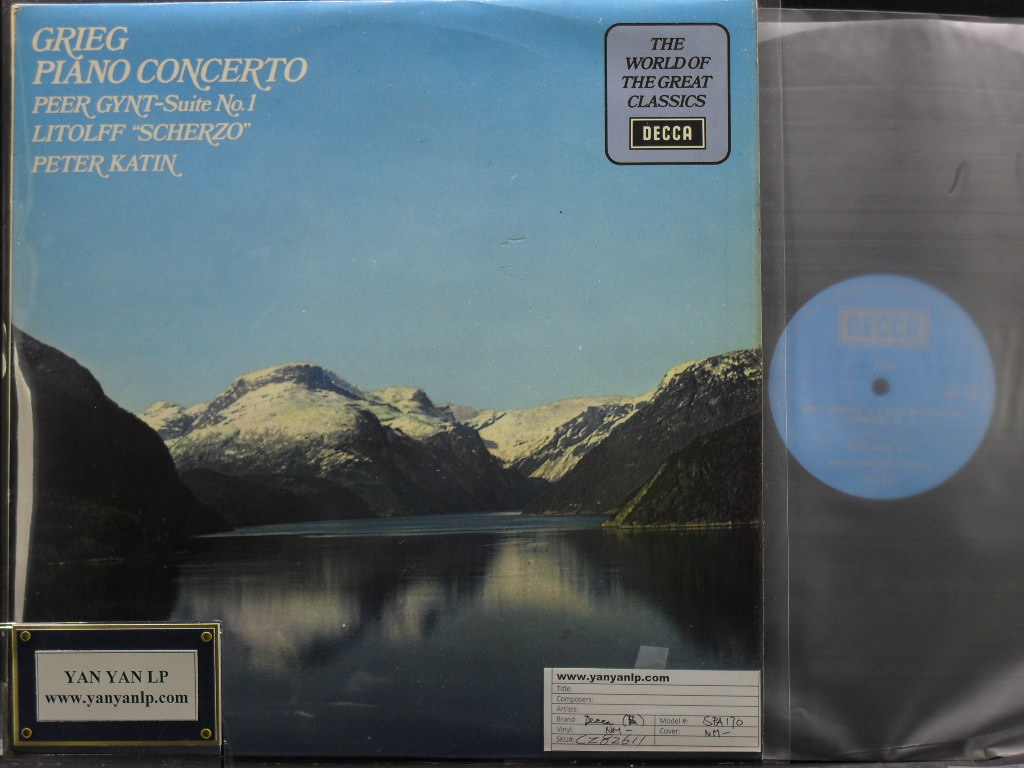 GRIEG
PIANO CONCERTO
PEER GYNT-Suite No.1
LITOLFF "SCHERZO"
PETER KATIN
THE
WORLD OF
THE GREAT
CLASSICS
DECCA
DECCA
YAN YAN LP
www.yanyanlp.com
www.yanyanlp.com
Title:
Composers:
Artists:
Brand Decca Model #: SPA170
Vinyl: NM- Cover: NM-
SKU#: CZ82611